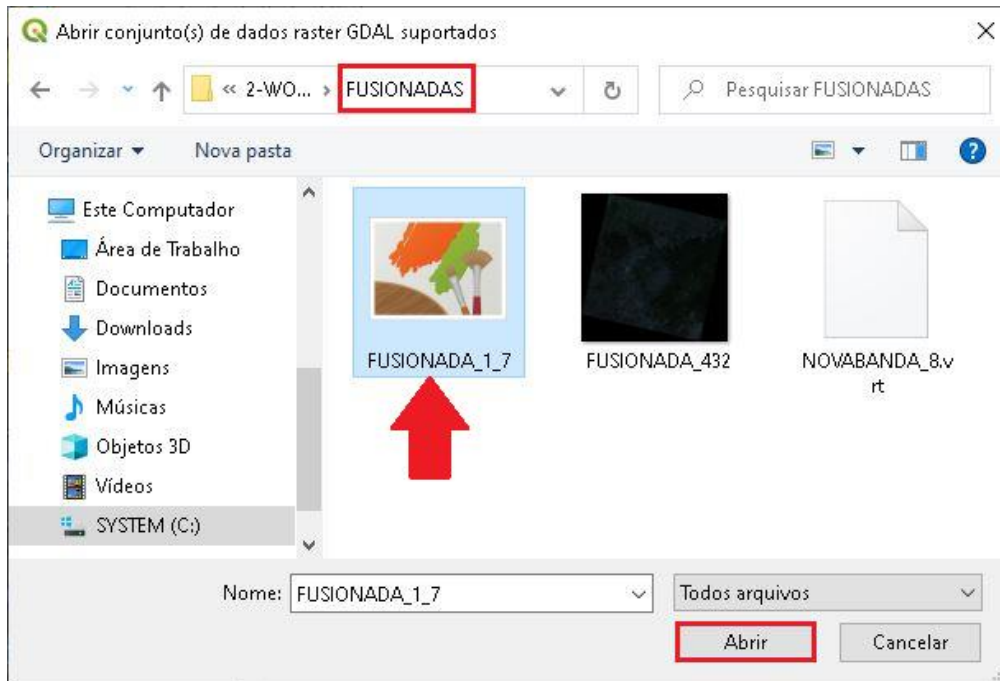 Abrir conjunto(s) de dados raster GDAL suportados
« 2-WO... › FUSIONADAS
Pesquisar FUSIONADAS
Organizar
Nova pasta
Este Computador
Área de Trabalho
Documentos
Downloads
Imagens
Músicas
Objetos 3D
Vídeos
SYSTEM (C:)
FUSIONADA_1_7
FUSIONADA_432
NOVABANDA_8.v
rt
Nome:
FUSIONADA_1_7
Todos arquivos
Abrir
Cancelar